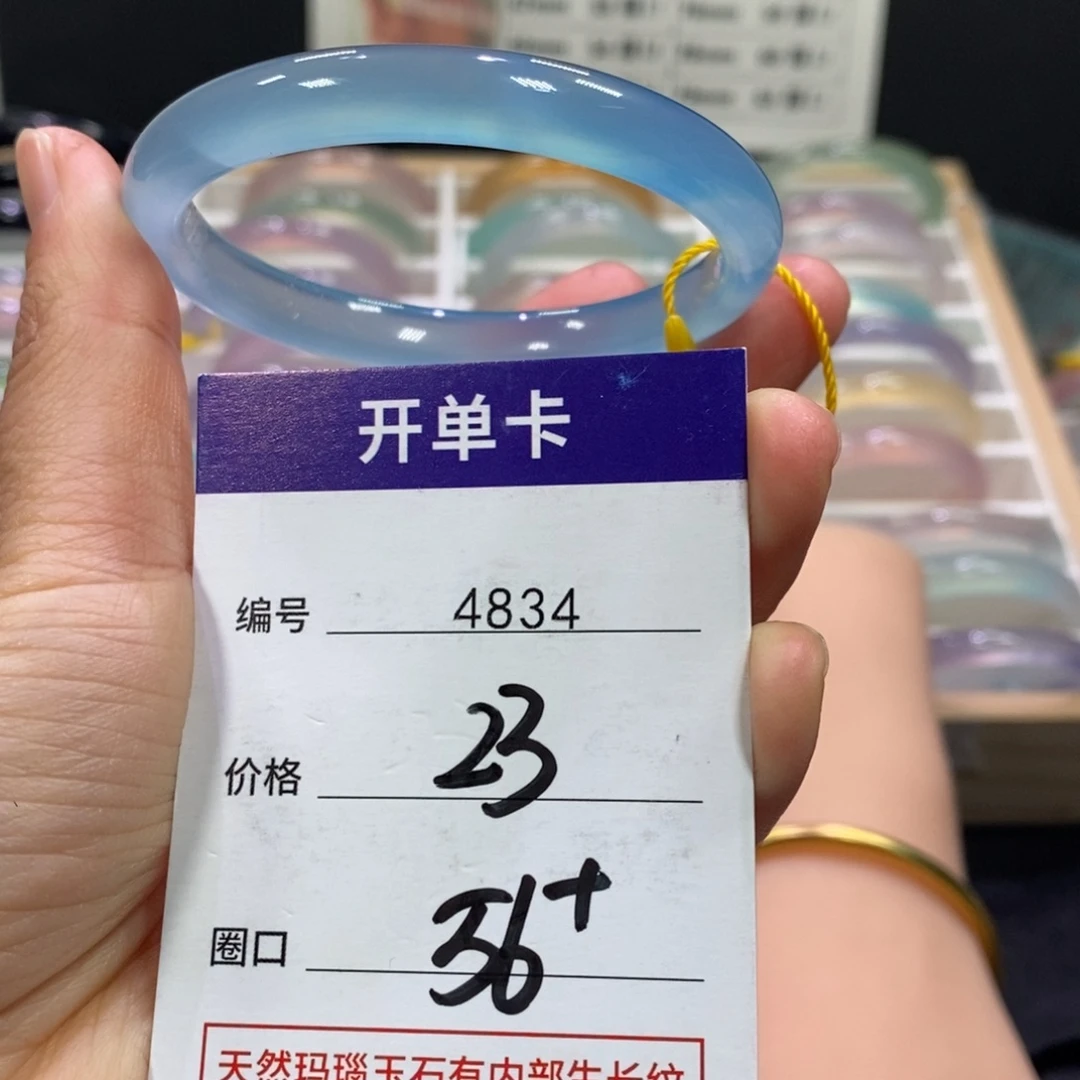 开单卡
编号 4834
价格 23
圈口 56+
天然玛瑙玉石有内部生长纹